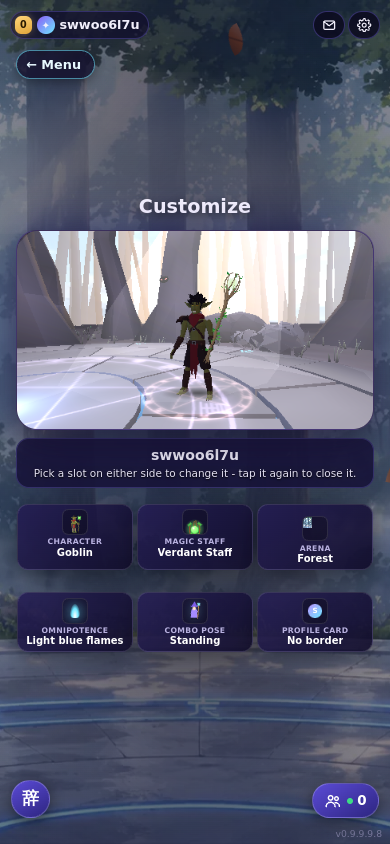 0 swwoo6l7u
← Menu
Customize
swwoo6l7u
Pick a slot on either side to change it - tap it again to close it.
CHARACTER
Goblin
MAGIC STAFF
Verdant Staff
ARENA
Forest
OMNIPOTENCE
Light blue flames
COMBO POSE
Standing
S
PROFILE CARD
No border
辞
0
v0.9.9.9.8